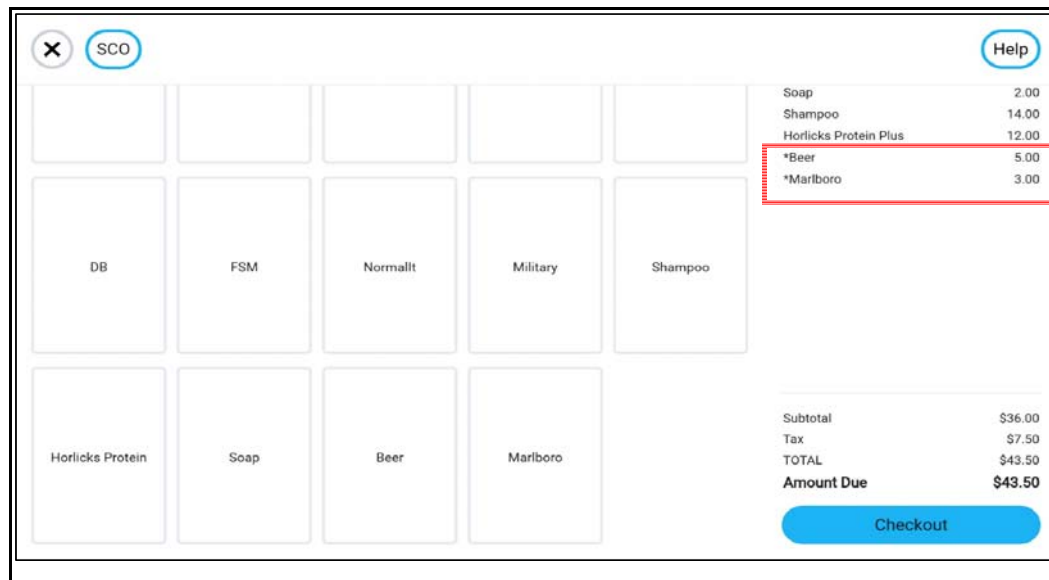 SCO
Help
Soap 2.00
Shampoo 14.00
Horlicks Protein Plus 12.00
*Beer 5.00
*Marlboro 3.00
DB FSM Normallt Military Shampoo
Horlicks Protein Soap Beer Marlboro
Subtotal $36.00
Tax $7.50
TOTAL $43.50
Amount Due $43.50
Checkout